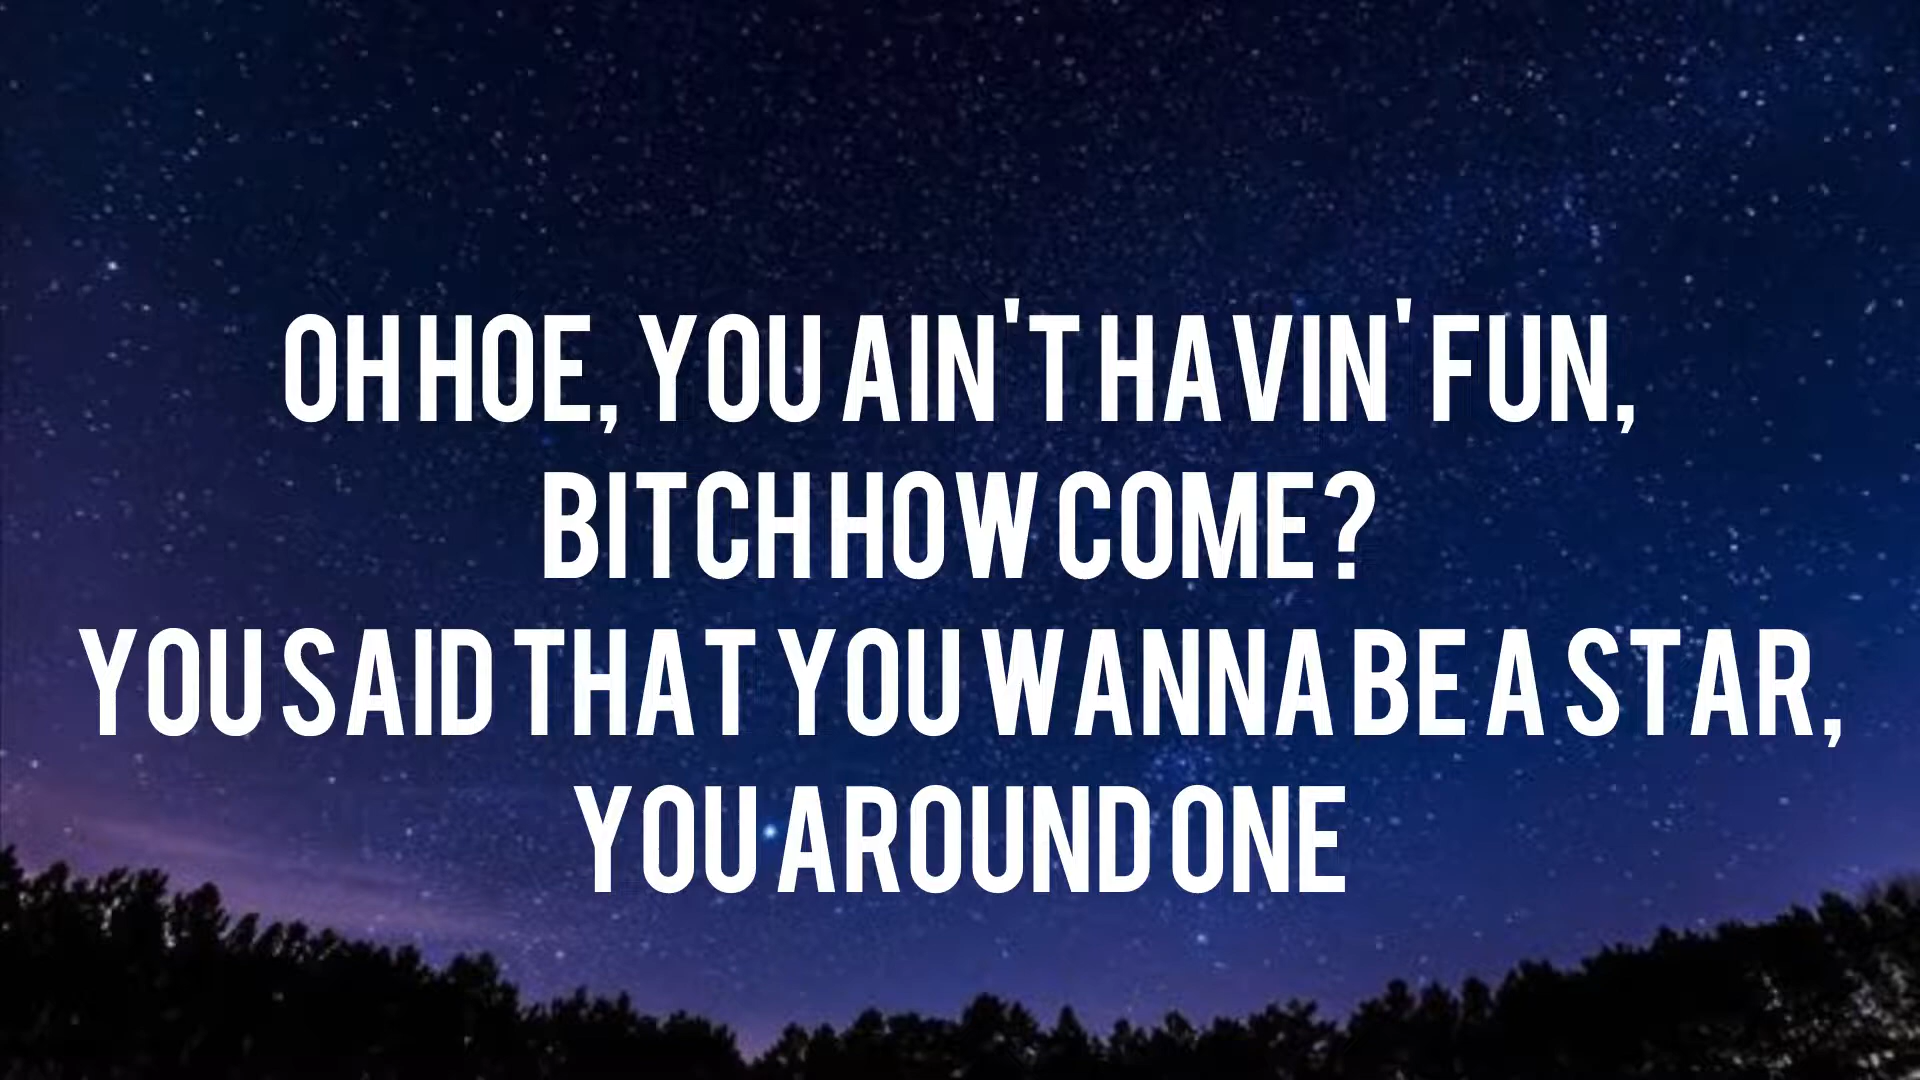 OH HOE, YOU AIN'T HAVIN' FUN,
BITCH HOW COME?
YOU SAID THAT YOU WANNA BE A STAR,
YOU AROUND ONE